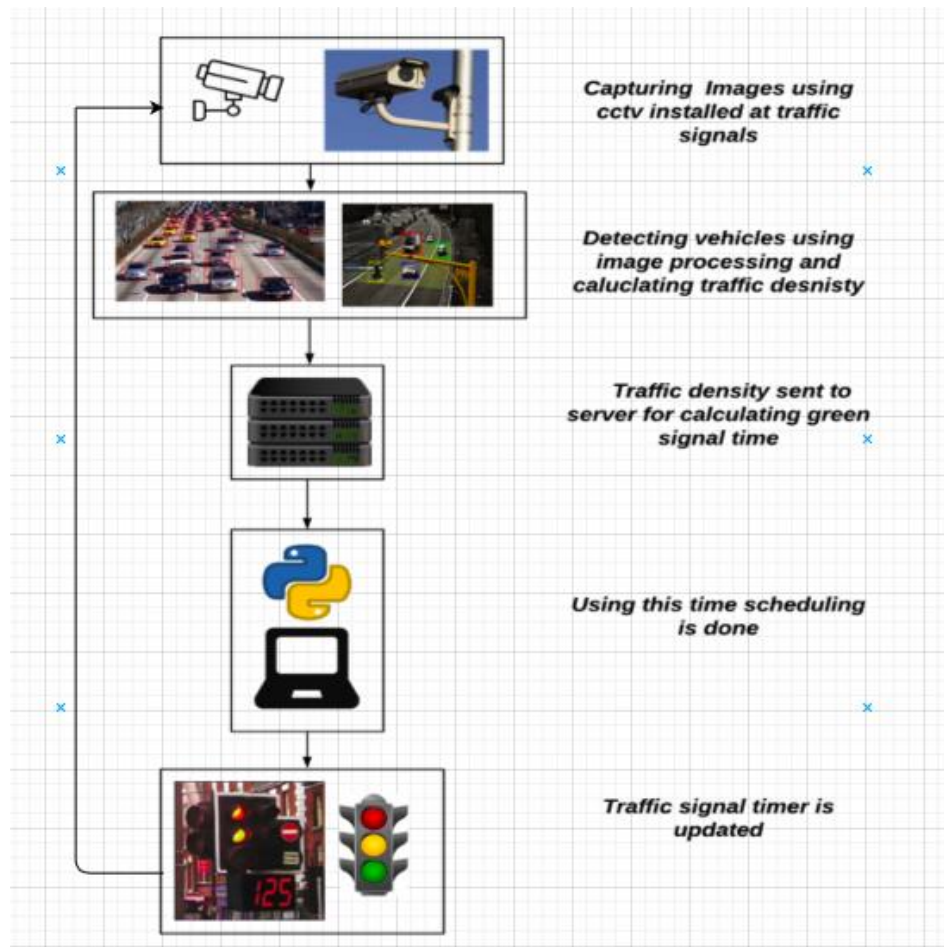 Capturing Images using
cctv installed at traffic
signals
Detecting vehicles using
image processing and
caluclating traffic desnisty
Traffic density sent to
server for calculating green
signal time
Using this time scheduling
is done
125
Traffic signal timer is
updated